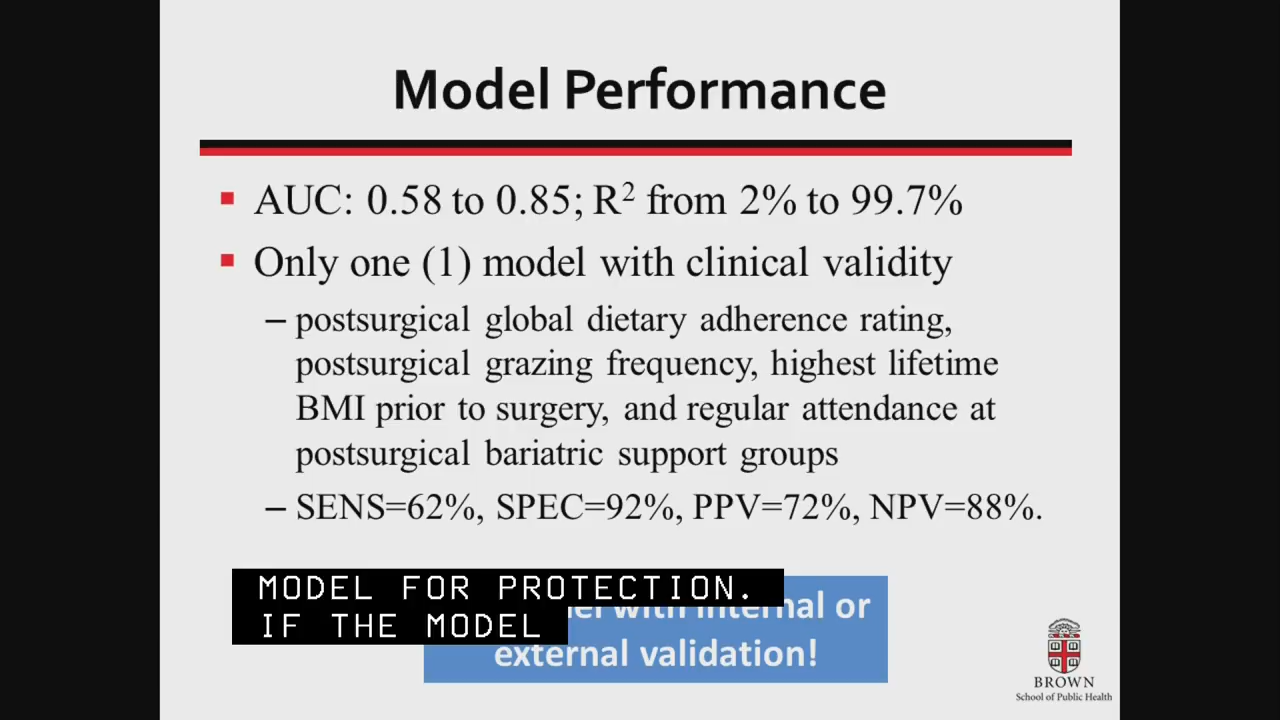 Model Performance
AUC: 0.58 to 0.85; R² from 2% to 99.7%
Only one (1) model with clinical validity
– postsurgical global dietary adherence rating,
postsurgical grazing frequency, highest lifetime
BMI prior to surgery, and regular attendance at
postsurgical bariatric support groups
– SENS=62%, SPEC=92%, PPV=72%, NPV=88%.
MODEL FOR PROTECTION.
IF THE MODEL
with internal or
external validation!
BROWN
School of Public Health